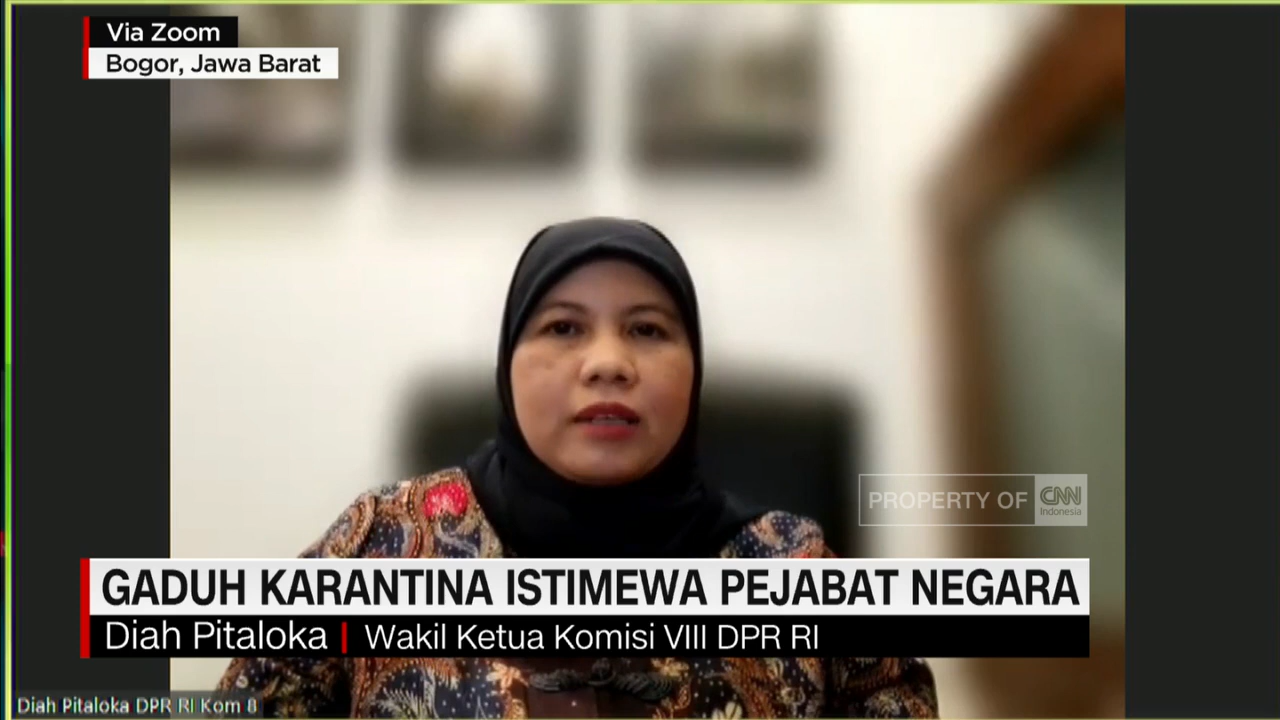 Via Zoom
Bogor, Jawa Barat
PROPERTY OF CNN Indonesia
GADUH KARANTINA ISTIMEWA PEJABAT NEGARA
Diah Pitaloka | Wakil Ketua Komisi VIII DPR RI
Diah Pitaloka DPR RI Kom 8